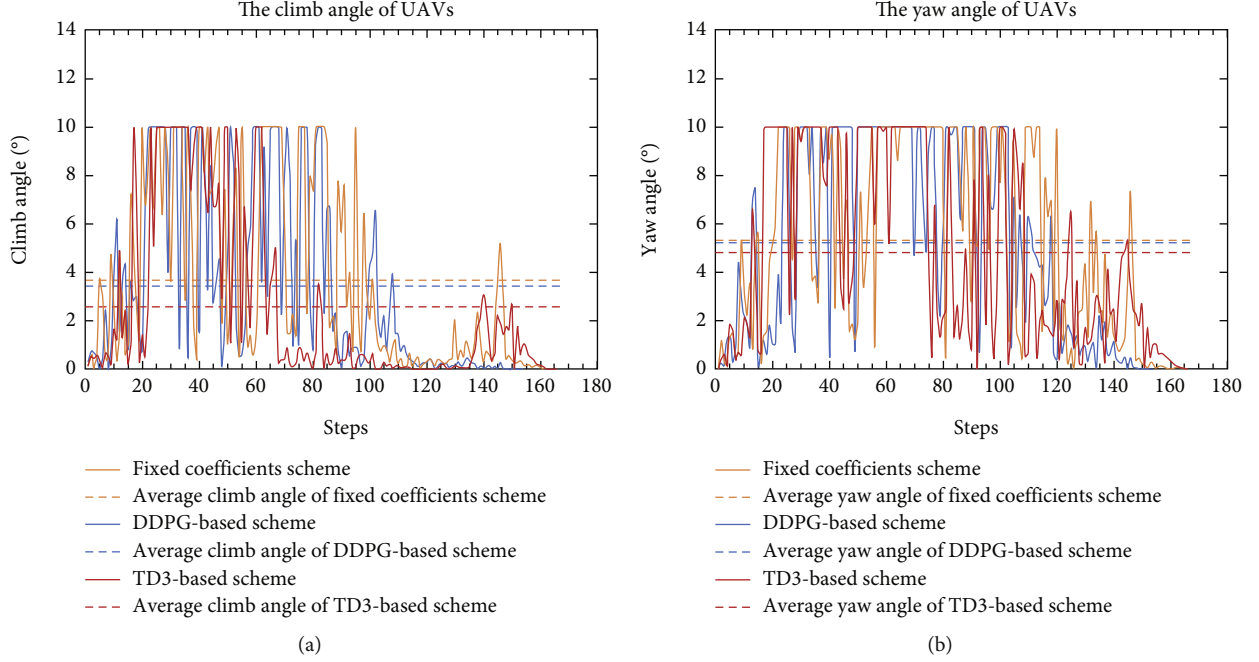 The climb angle of UAVs
14
12
10
8
6
4
2
0
Climb angle (°)
0 20 40 60 80 100 120 140 160 180
Steps
Fixed coefficients scheme
Average climb angle of fixed coefficients scheme
DDPG-based scheme
Average climb angle of DDPG-based scheme
TD3-based scheme
Average climb angle of TD3-based scheme
(a)
The yaw angle of UAVs
14
12
10
8
6
4
2
0
Yaw angle (°)
0 20 40 60 80 100 120 140 160 180
Steps
Fixed coefficients scheme
Average yaw angle of fixed coefficients scheme
DDPG-based scheme
Average yaw angle of DDPG-based scheme
TD3-based scheme
Average yaw angle of TD3-based scheme
(b)